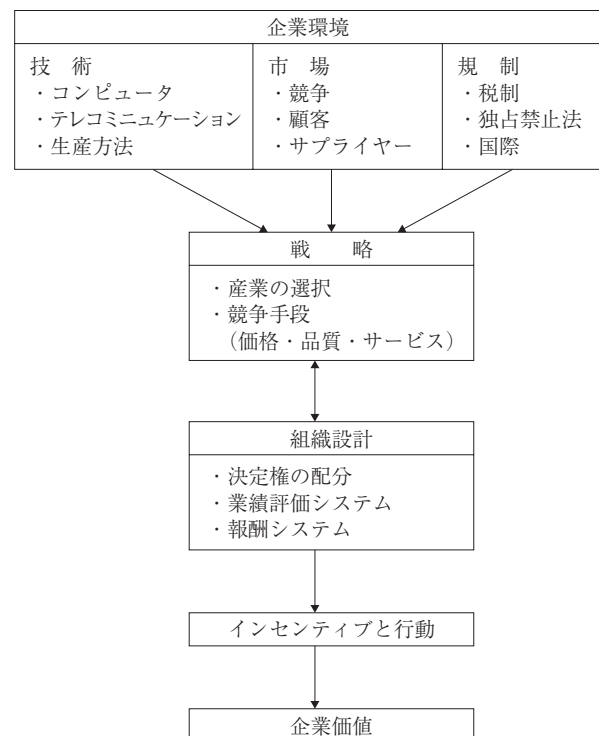 企業環境
技　術
・コンピュータ
・テレコミニュケーション
・生産方法
市　場
・競争
・顧客
・サプライヤー
規　制
・税制
・独占禁止法
・国際
戦　　略
・産業の選択
・競争手段
（価格・品質・サービス）
組織設計
・決定権の配分
・業績評価システム
・報酬システム
インセンティブと行動
企業価値